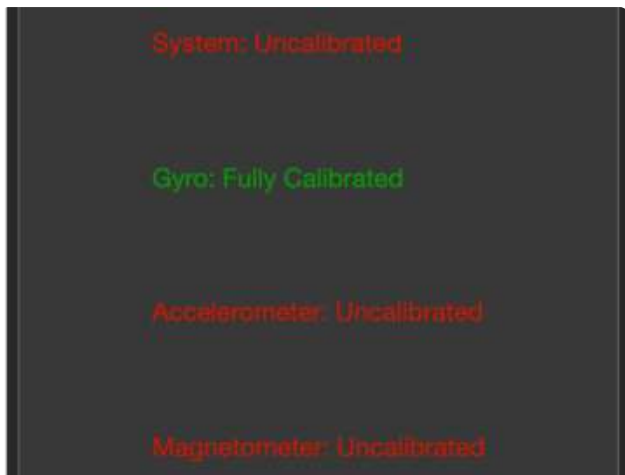 System: Uncalibrated
Gyro: Fully Calibrated
Accelerometer: Uncalibrated
Magnetometer: Uncalibrated